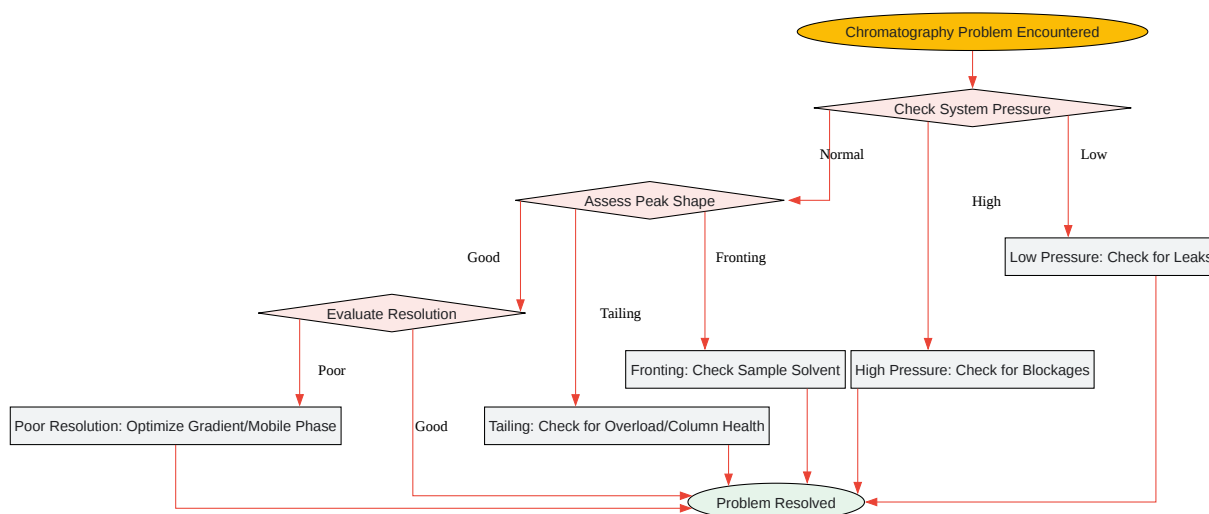 Chromatography Problem Encountered
Check System Pressure
Normal
Low
Assess Peak Shape
High
Good
Fronting
Low Pressure: Check for Leaks
Evaluate Resolution
Tailing
Poor
Fronting: Check Sample Solvent
High Pressure: Check for Blockages
Poor Resolution: Optimize Gradient/Mobile Phase
Good
Tailing: Check for Overload/Column Health
Problem Resolved